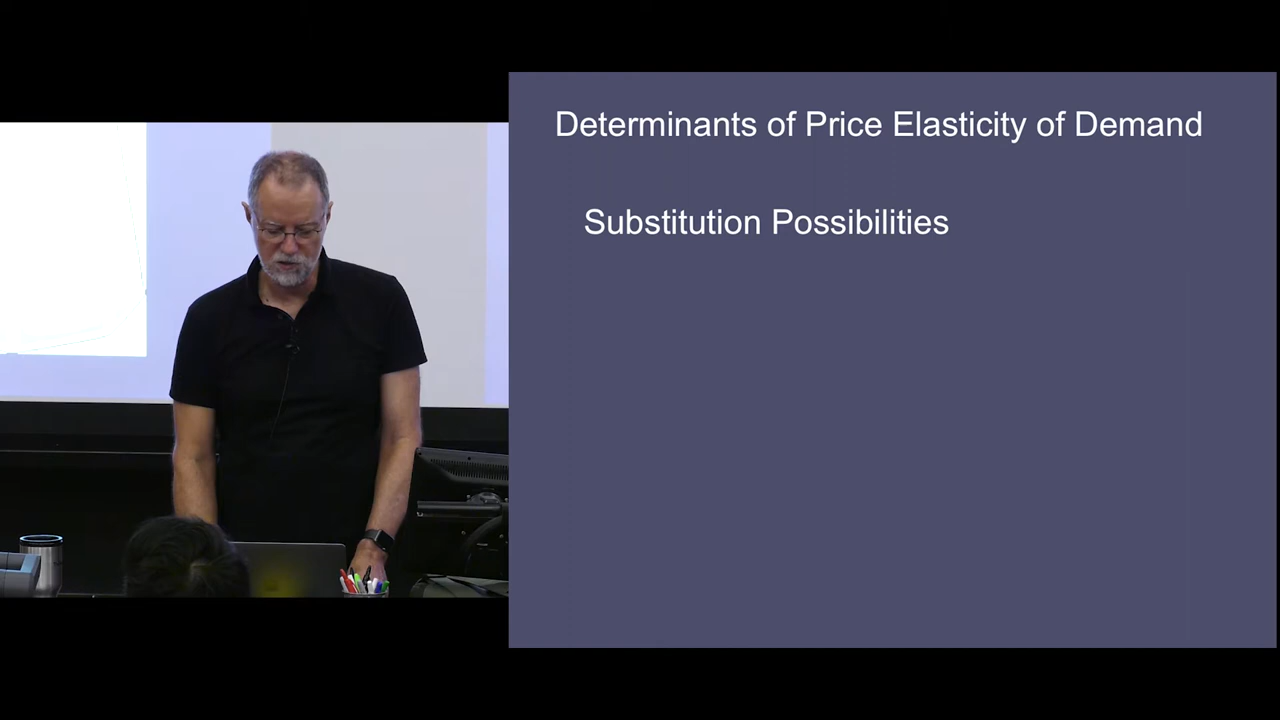 Determinants of Price Elasticity of Demand
Substitution Possibilities